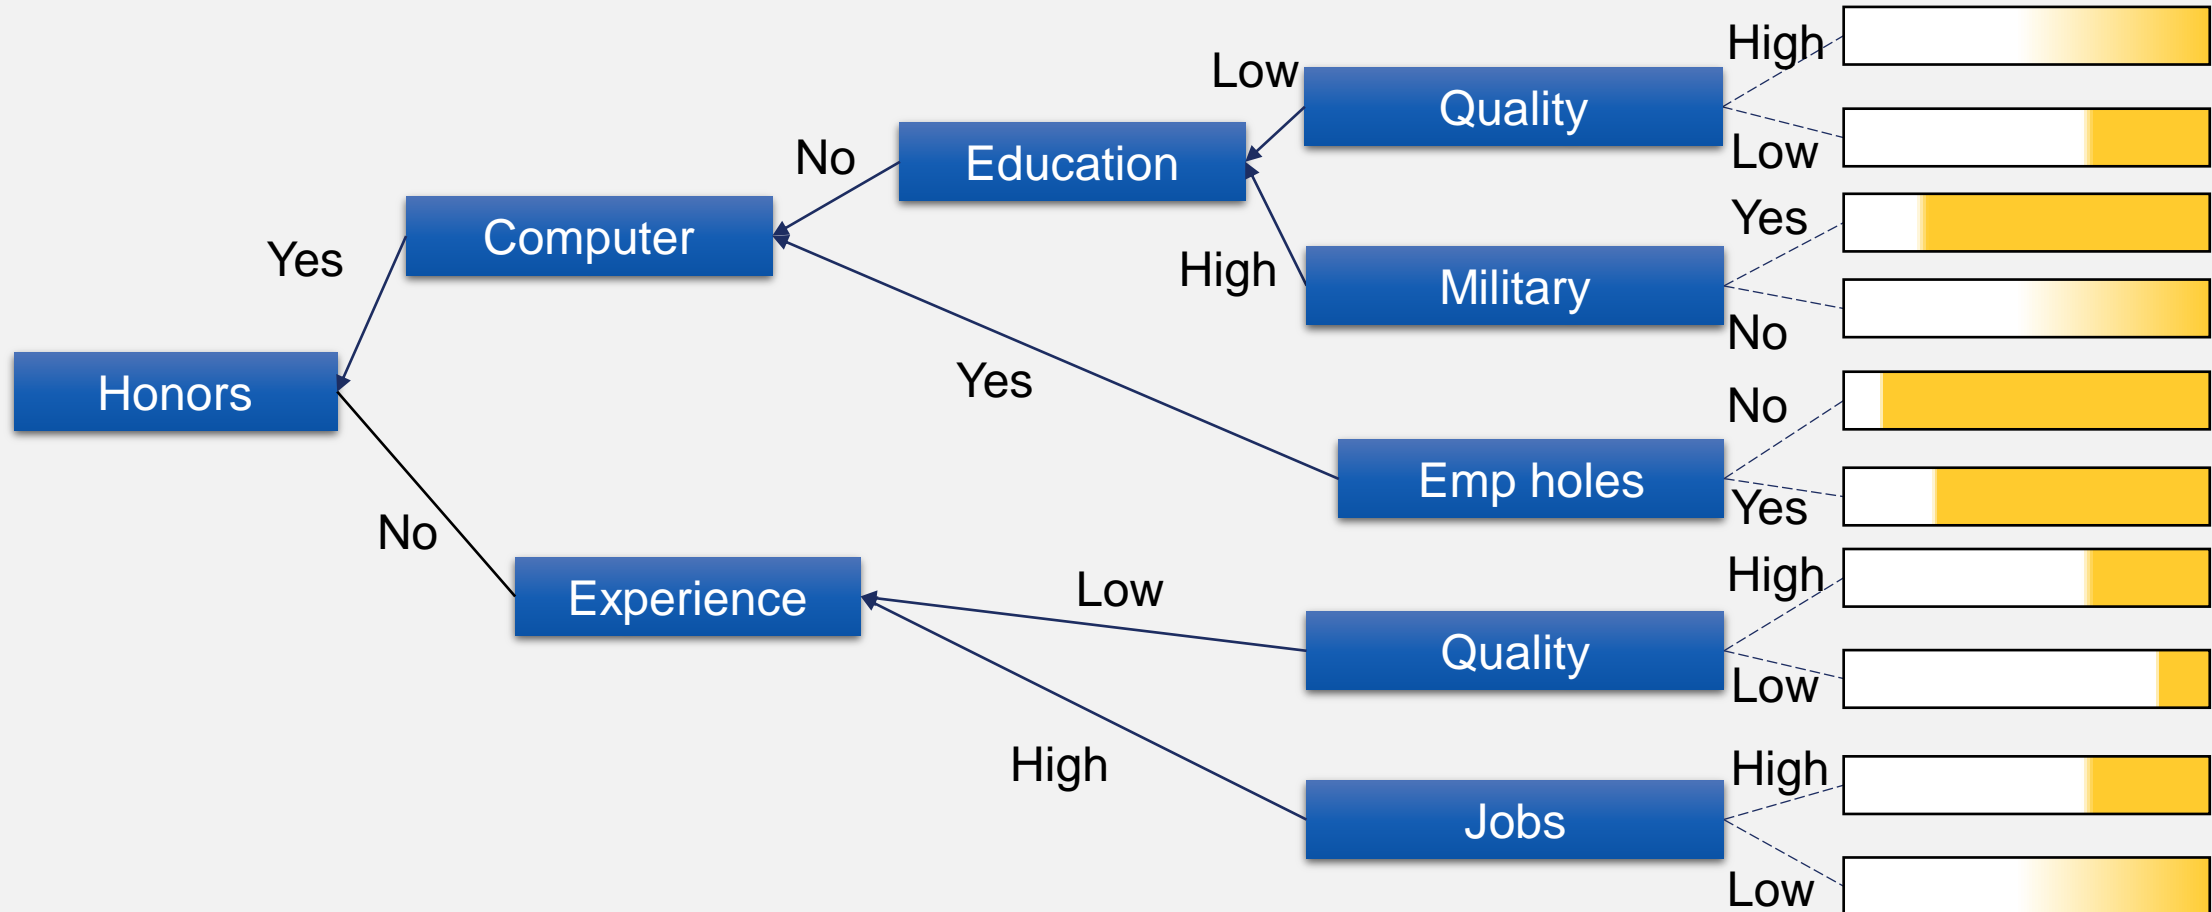 High
Low
Quality
No
Education
Low
Computer
Yes
Yes
High
Military
No
Honors
Yes
No
Emp holes
Yes
No
Experience
Low
High
Quality
Low
High
High
Jobs
Low